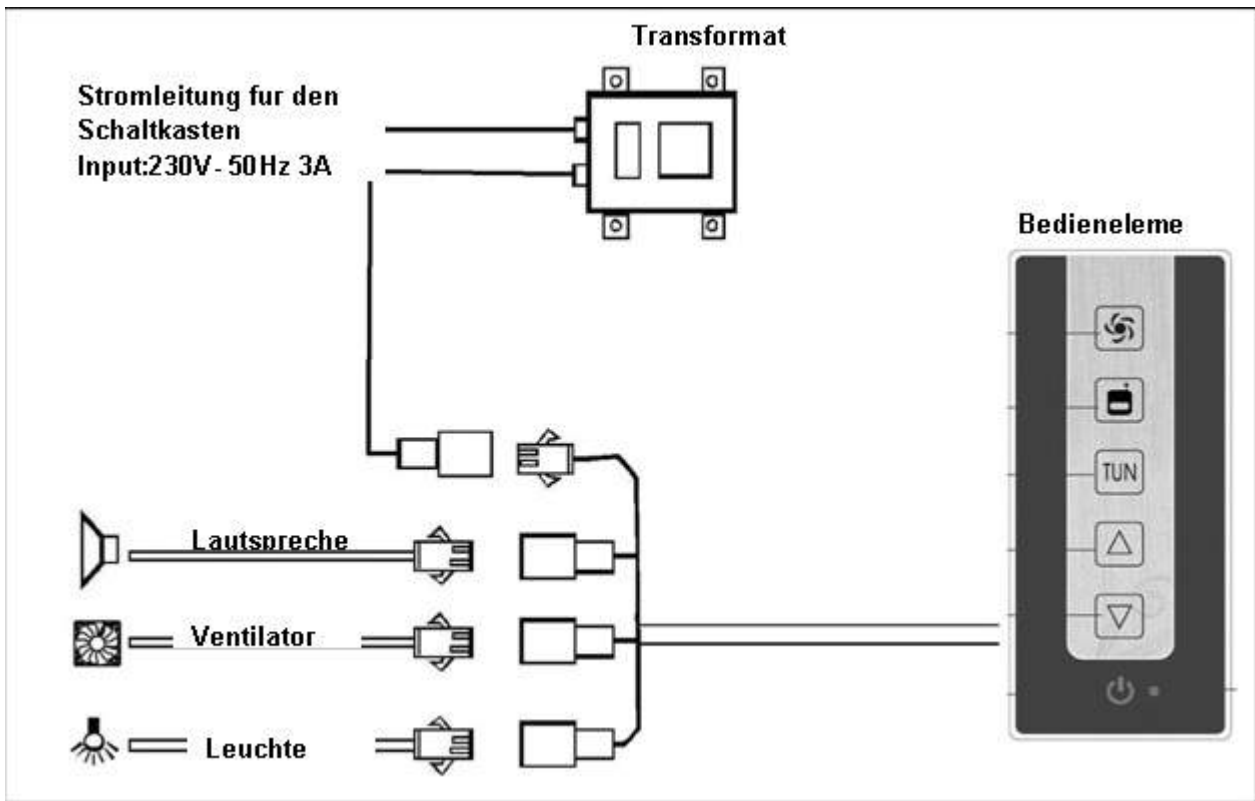 Transformat
Stromleitung fur den
Schaltkasten
Input:230V- 50Hz 3A
Bedieneleme
TUN
Lautspreche
Ventilator
Leuchte